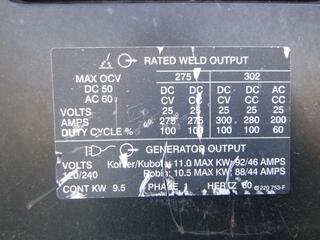 RATED WELD OUTPUT
MAX OCV 275 302
DC 50 DC DC DC DC AC
AC 60 CV CC CV CC CC
VOLTS 25 25 25 25 25
AMPS 275 275 300 280 200
DUTY CYCLE % 100 100 100 100 60
GENERATOR OUTPUT
VOLTS Kohler/Kubota: 11.0 MAX KW: 92/46 AMPS
120/240 Robin: 10.5 MAX KW: 88/44 AMPS
CONT KW 9.5 PHASE 1 HERTZ 60 220 753-F